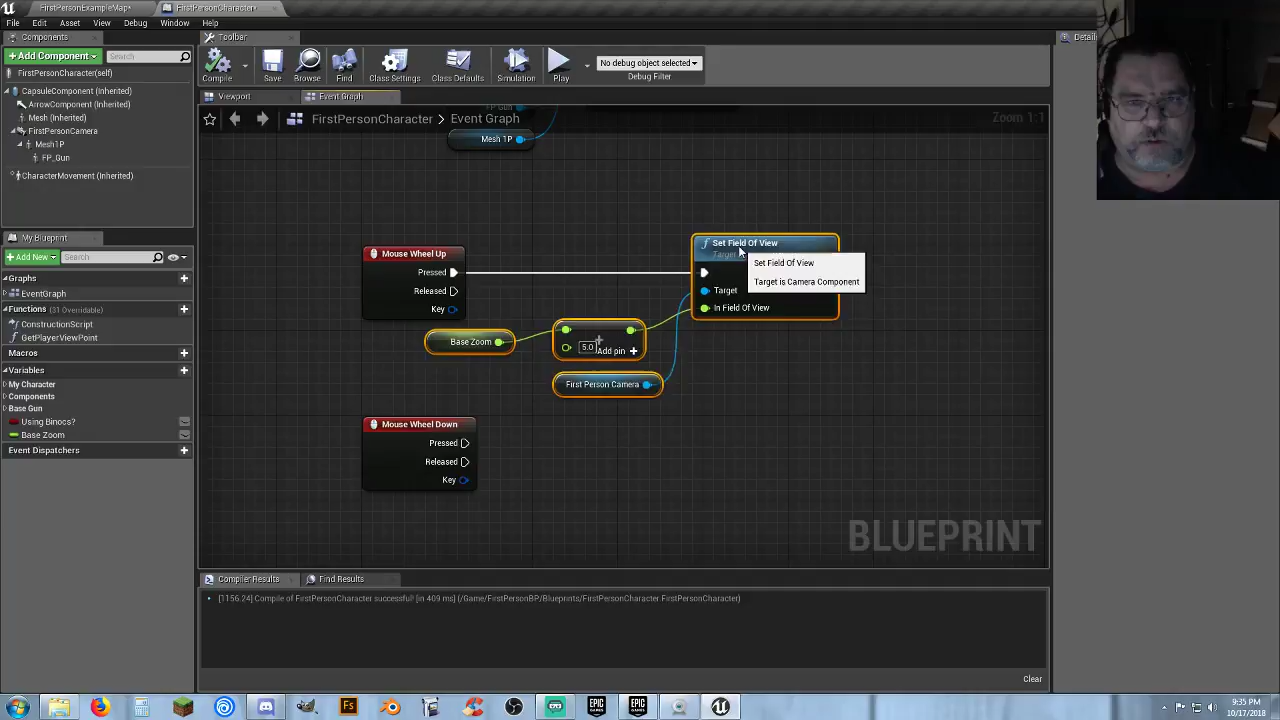 FirstPersonExampleMap*
FirstPersonCharacter*
File Edit Asset View Debug Window Help
Components
Toolbar
Details
Add Component
Search
Compile
Save
Browse
Find
Class Settings
Class Defaults
Simulation
Play
No debug object selected
Debug Filter
FirstPersonCharacter(self)
CapsuleComponent (Inherited)
ArrowComponent (Inherited)
Mesh (Inherited)
FirstPersonCamera
Mesh1P
FP_Gun
CharacterMovement (Inherited)
Viewport
Event Graph
FirstPersonCharacter > Event Graph
Zoom 1:1
Mesh 1P
My Blueprint
Add New
Search
Graphs
EventGraph
Functions (31 Overridable)
ConstructionScript
GetPlayerViewPoint
Macros
Variables
My Character
Components
Base Gun
Using Binocs?
Base Zoom
Event Dispatchers
Mouse Wheel Up
Pressed
Released
Key
Set Field Of View
Target
In Field Of View
Set Field Of View
Target is Camera Component
Base Zoom
5.0
Add pin
First Person Camera
Mouse Wheel Down
Pressed
Released
Key
BLUEPRINT
Compiler Results
Find Results
[1156.24] Compile of FirstPersonCharacter successful! [in 409 ms] (/Game/FirstPersonBP/Blueprints/FirstPersonCharacter.FirstPersonCharacter)
Clear
9:35 PM
10/17/2018